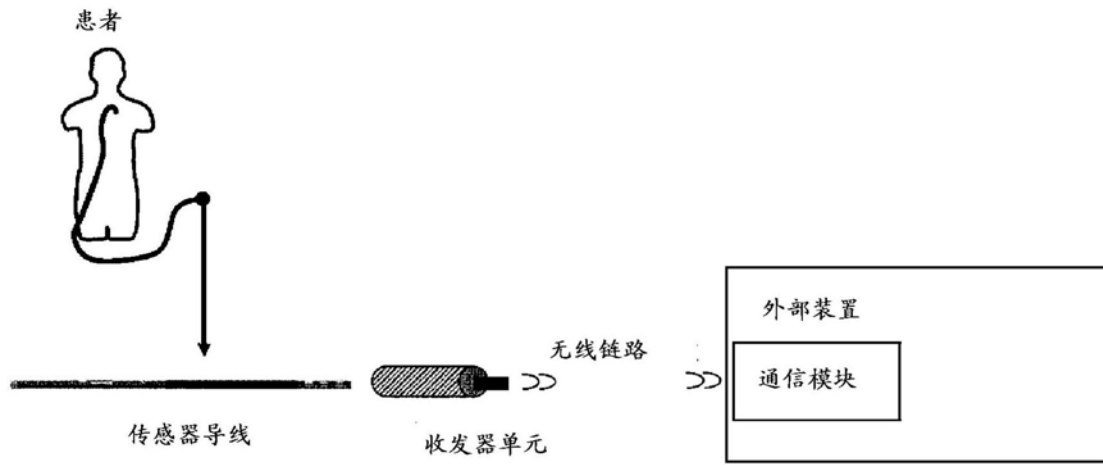 患者
外部装置
无线链路
通信模块
传感器导线
收发器单元